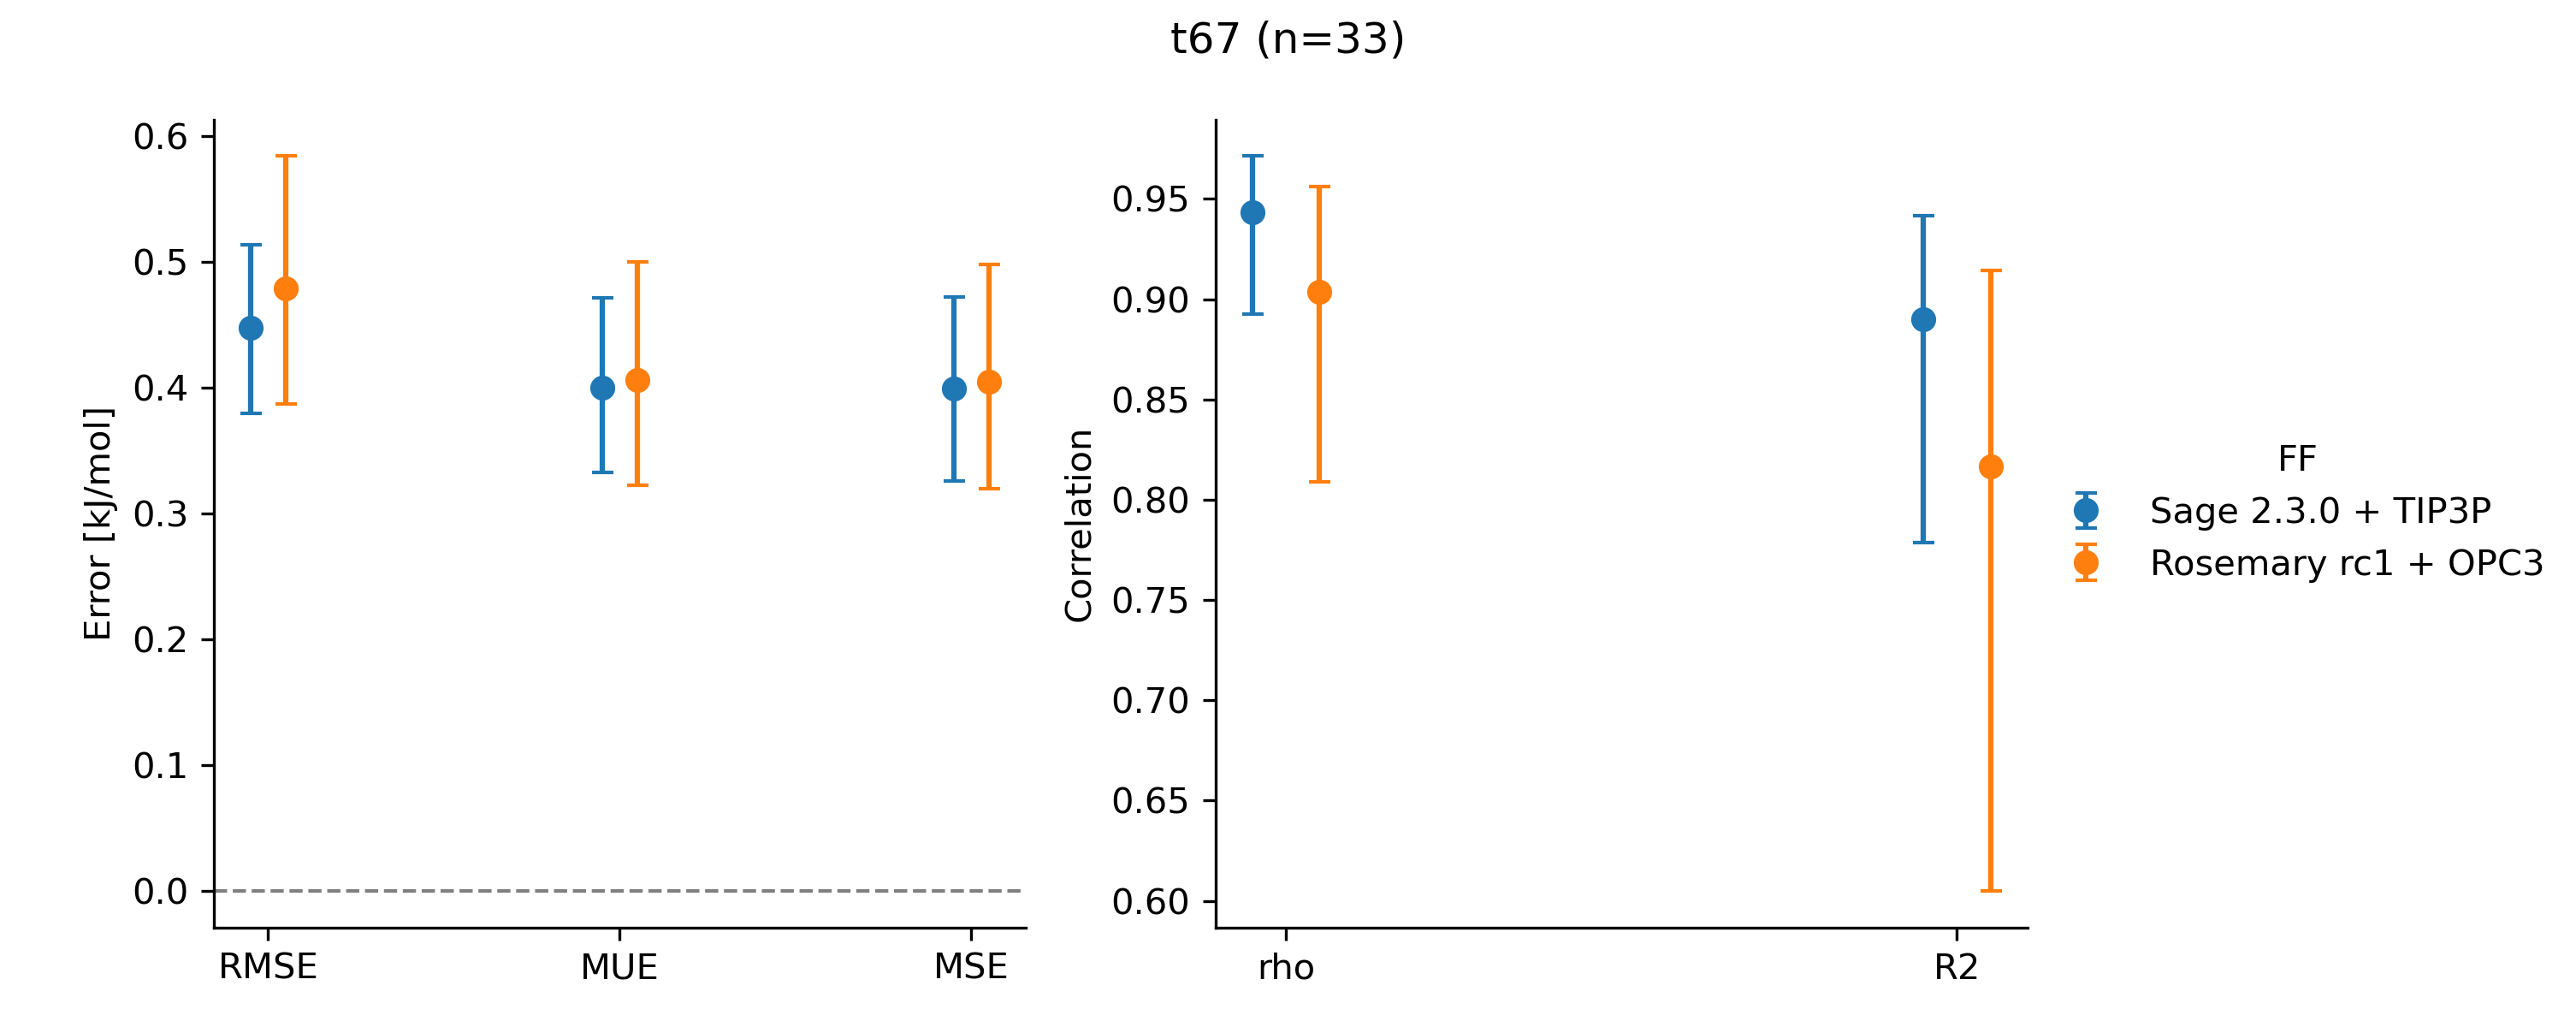 t67 (n=33)
Error [kJ/mol]
0.6
0.5
0.4
0.3
0.2
0.1
0.0
RMSE
MUE
MSE
Correlation
0.95
0.90
0.85
0.80
0.75
0.70
0.65
0.60
rho
R2
FF
Sage 2.3.0 + TIP3P
Rosemary rc1 + OPC3